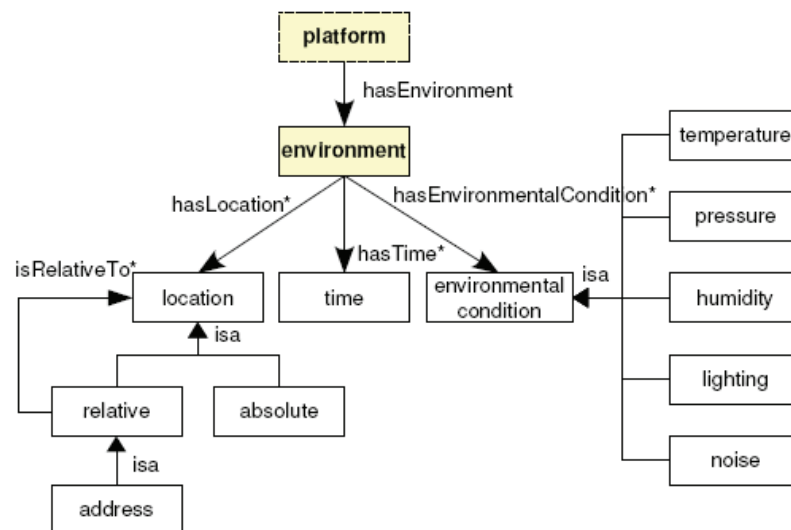 platform
hasEnvironment
environment
temperature
hasLocation*
hasEnvironmentalCondition*
pressure
isRelativeTo*
hasTime*
isa
location
time
environmental
condition
humidity
isa
relative
absolute
lighting
isa
noise
address